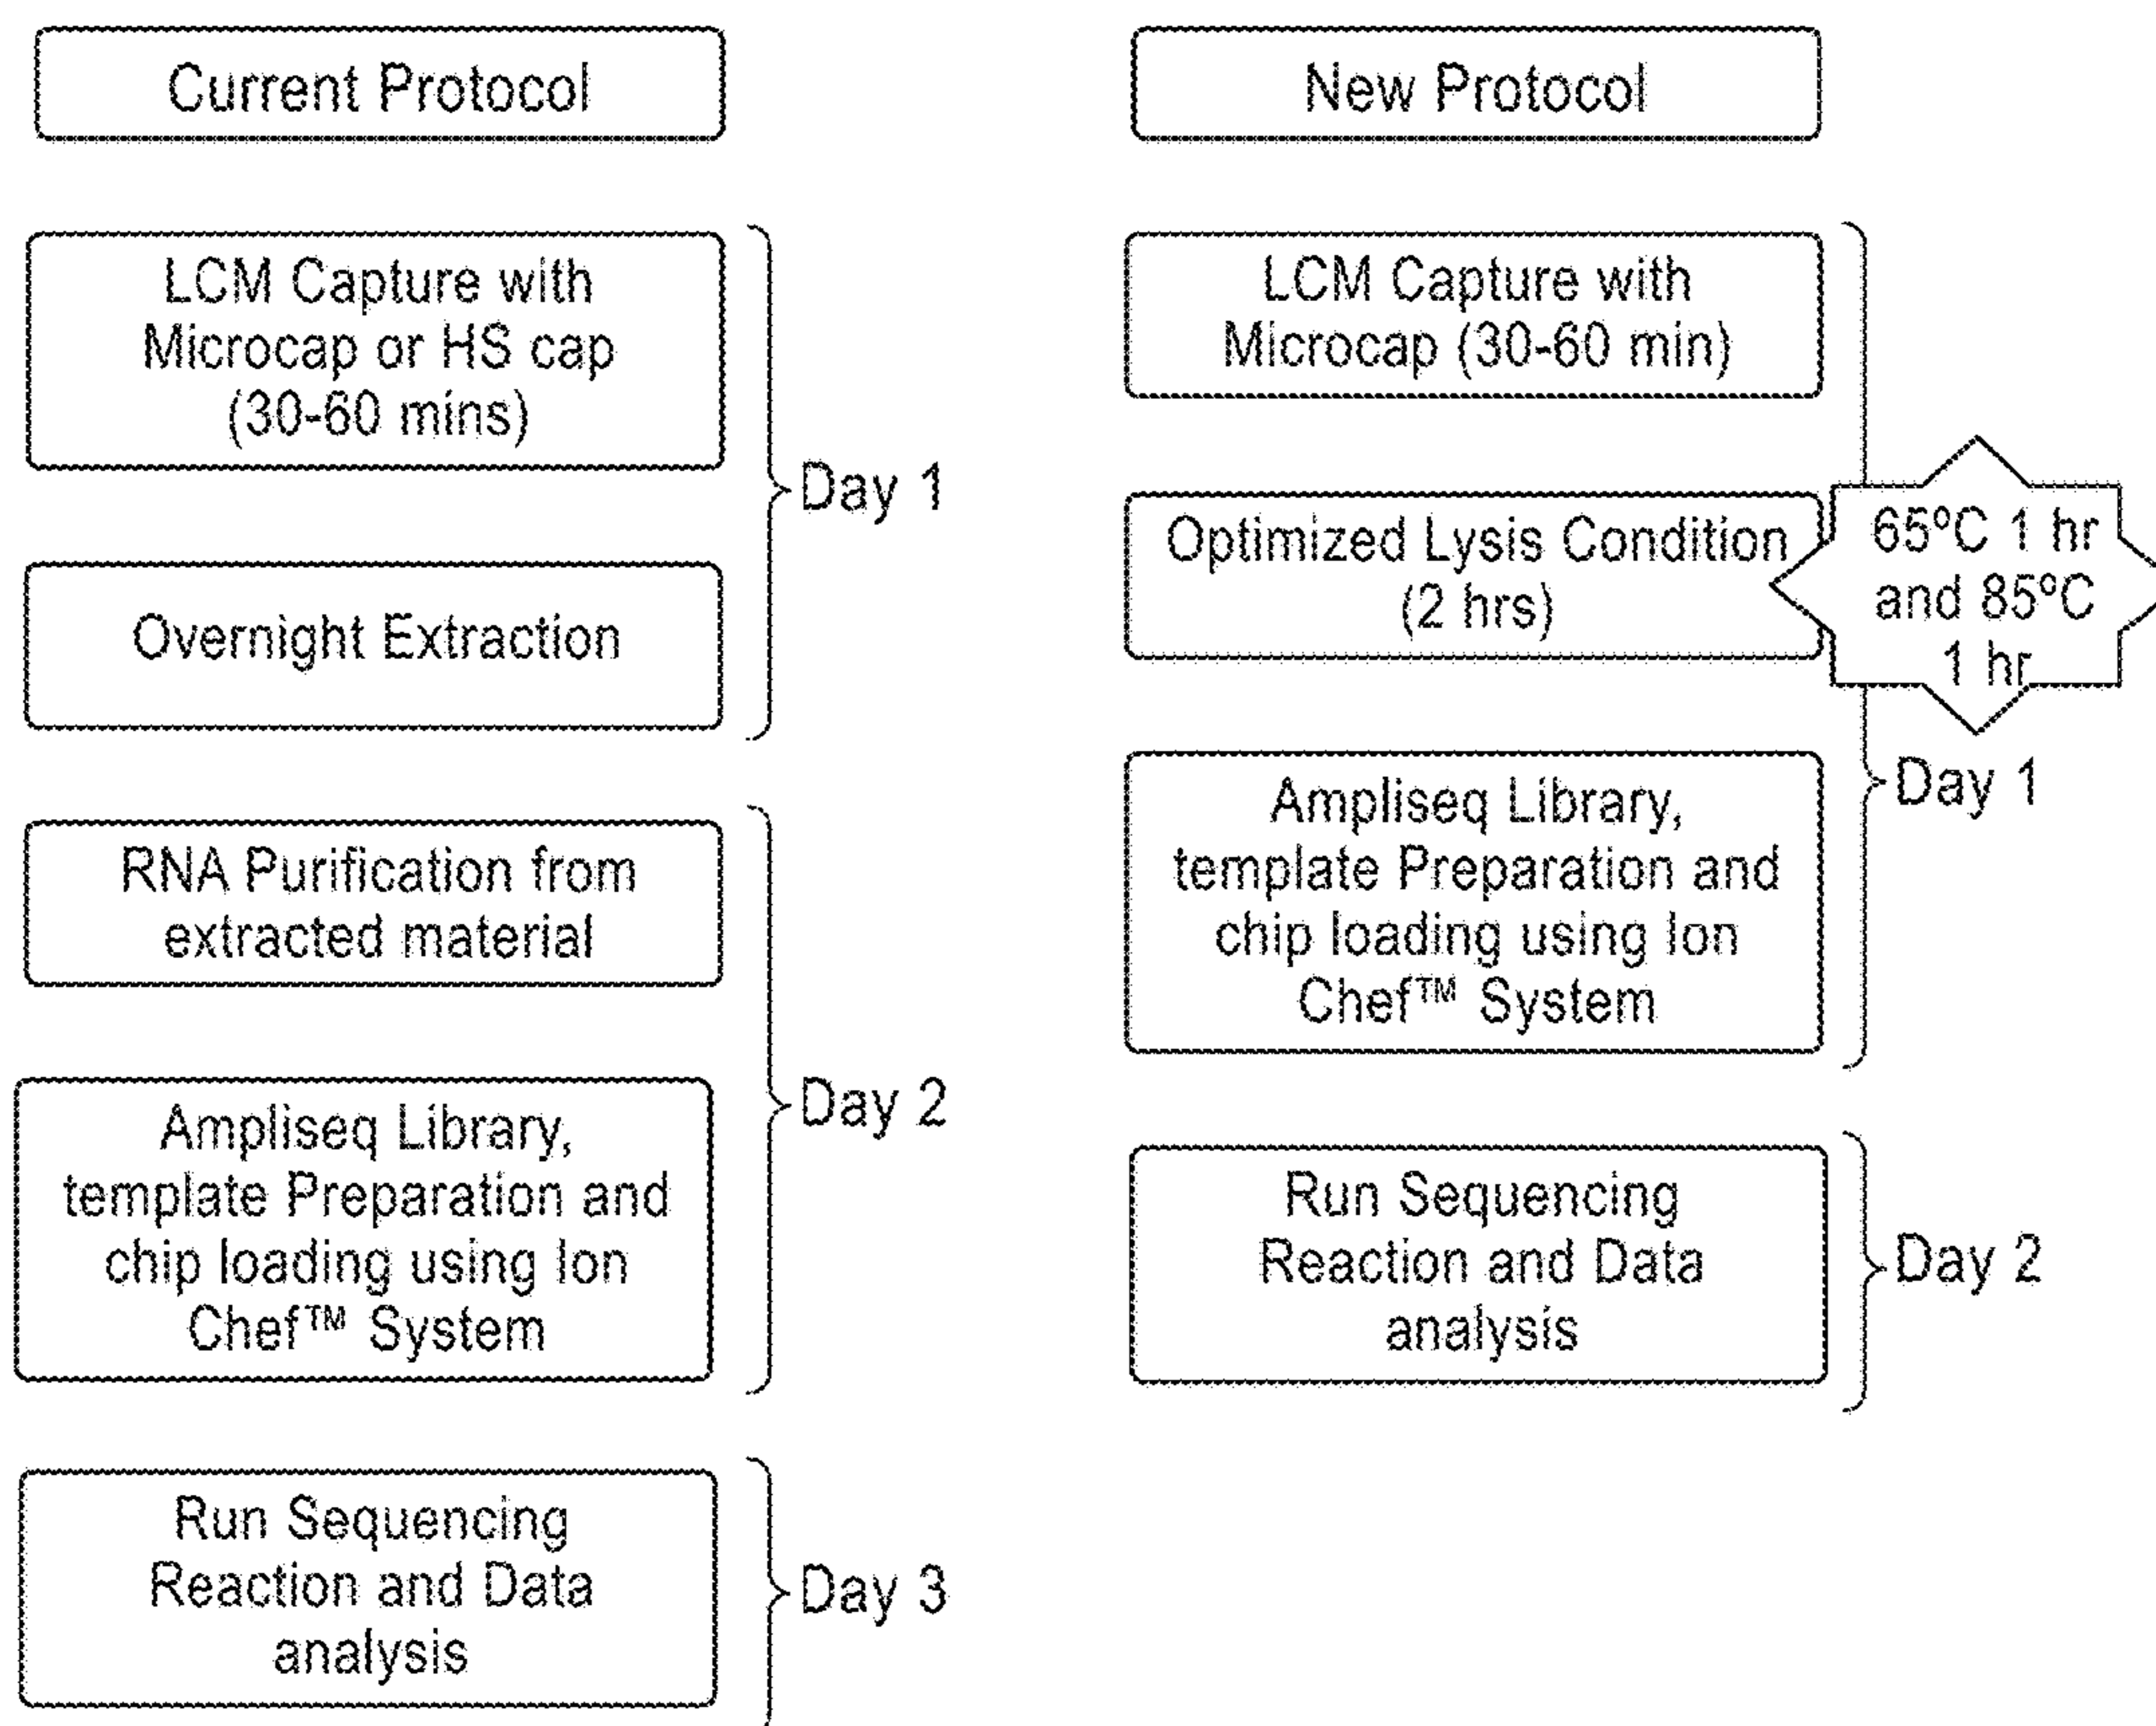 Current Protocol
LCM Capture with
Microcap or HS cap
(30-60 mins)
Overnight Extraction
Day 1
RNA Purification from
extracted material
Ampliseq Library,
template Preparation and
chip loading using Ion
Chef™ System
Day 2
Run Sequencing
Reaction and Data
analysis
Day 3
New Protocol
LCM Capture with
Microcap (30-60 min)
Optimized Lysis Condition
(2 hrs)
65ºC 1 hr
and 85ºC
1 hr
Ampliseq Library,
template Preparation and
chip loading using Ion
Chef™ System
Day 1
Run Sequencing
Reaction and Data
analysis
Day 2